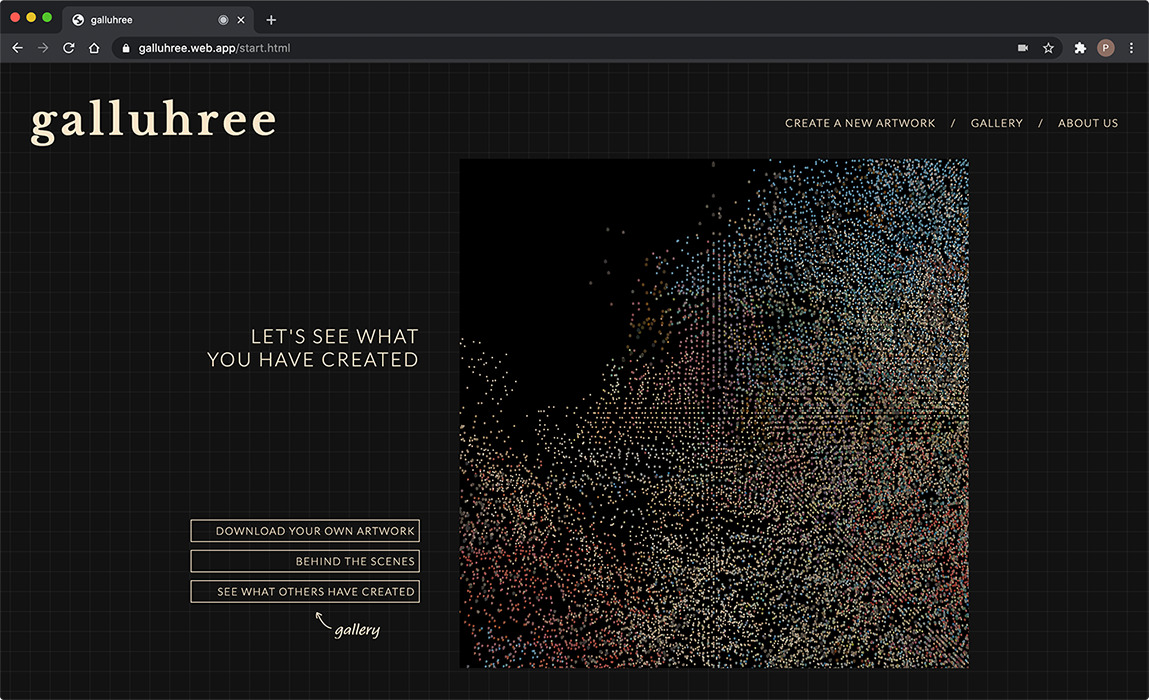 galluhree
galluhree.web.app/start.html
P
galluhree
CREATE A NEW ARTWORK / GALLERY / ABOUT US
LET'S SEE WHAT
YOU HAVE CREATED
DOWNLOAD YOUR OWN ARTWORK
BEHIND THE SCENES
SEE WHAT OTHERS HAVE CREATED
gallery